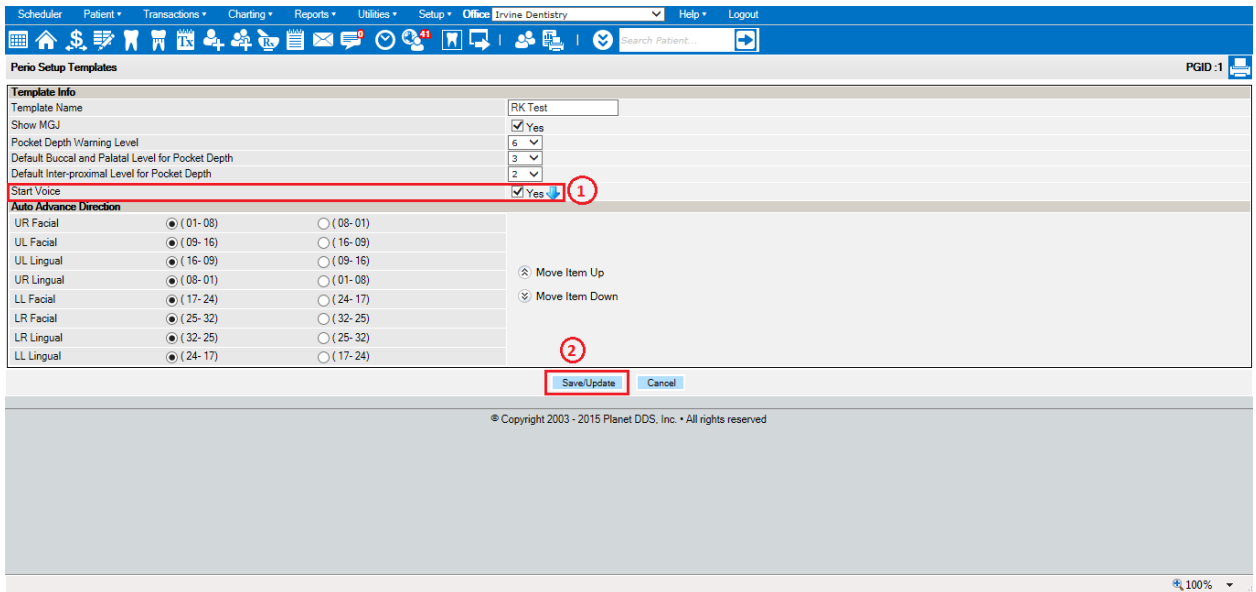 Scheduler Patient Transactions Charting Reports Utilities Setup Office Irvine Dentistry Help Logout
Tx Rx 0 41 Search Patient...
Perio Setup Templates PGID :1
Template Info
Template Name RK Test
Show MGJ Yes
Pocket Depth Warning Level 6
Default Buccal and Palatal Level for Pocket Depth 3
Default Inter-proximal Level for Pocket Depth 2
Start Voice Yes 1
Auto Advance Direction
UR Facial ( 01- 08) ( 08- 01)
UL Facial ( 09- 16) ( 16- 09)
UL Lingual ( 16- 09) ( 09- 16)
Move Item Up
UR Lingual ( 08- 01) ( 01- 08)
LL Facial ( 17- 24) ( 24- 17) Move Item Down
LR Facial ( 25- 32) ( 32- 25)
LR Lingual ( 32- 25) ( 25- 32)
2
LL Lingual ( 24- 17) ( 17- 24)
Save/Update Cancel
© Copyright 2003 - 2015 Planet DDS, Inc. • All rights reserved
100%